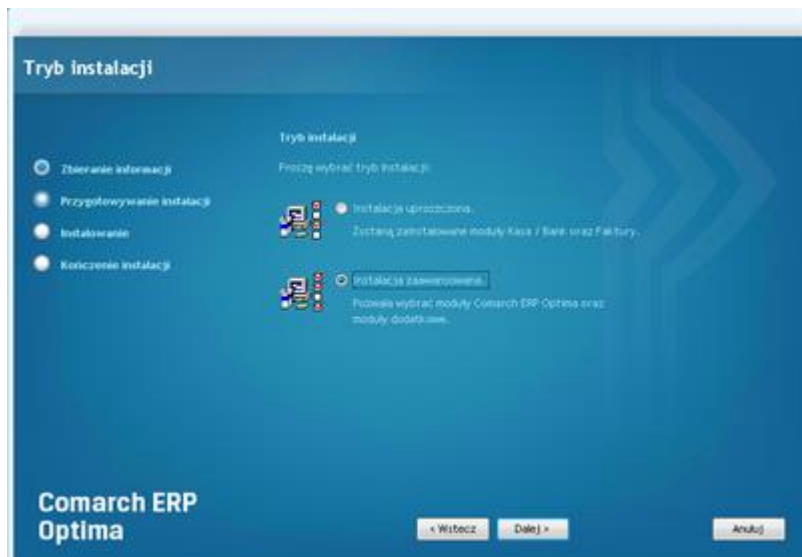 Tryb instalacji
Zbieranie informacji
Przygotowywanie instalacji
Instalowanie
Kończenie instalacji
Tryb instalacji
Proszę wybrać tryb instalacji:
Instalacja uproszczona.
Zostaną zainstalowane moduły Kasa / Bank oraz Faktury.
Instalacja zaawansowana.
Pozwala wybrać moduły Comarch ERP Optima oraz
moduły dodatkowe.
Comarch ERP
Optima
< Wstecz
Dalej >
Anuluj